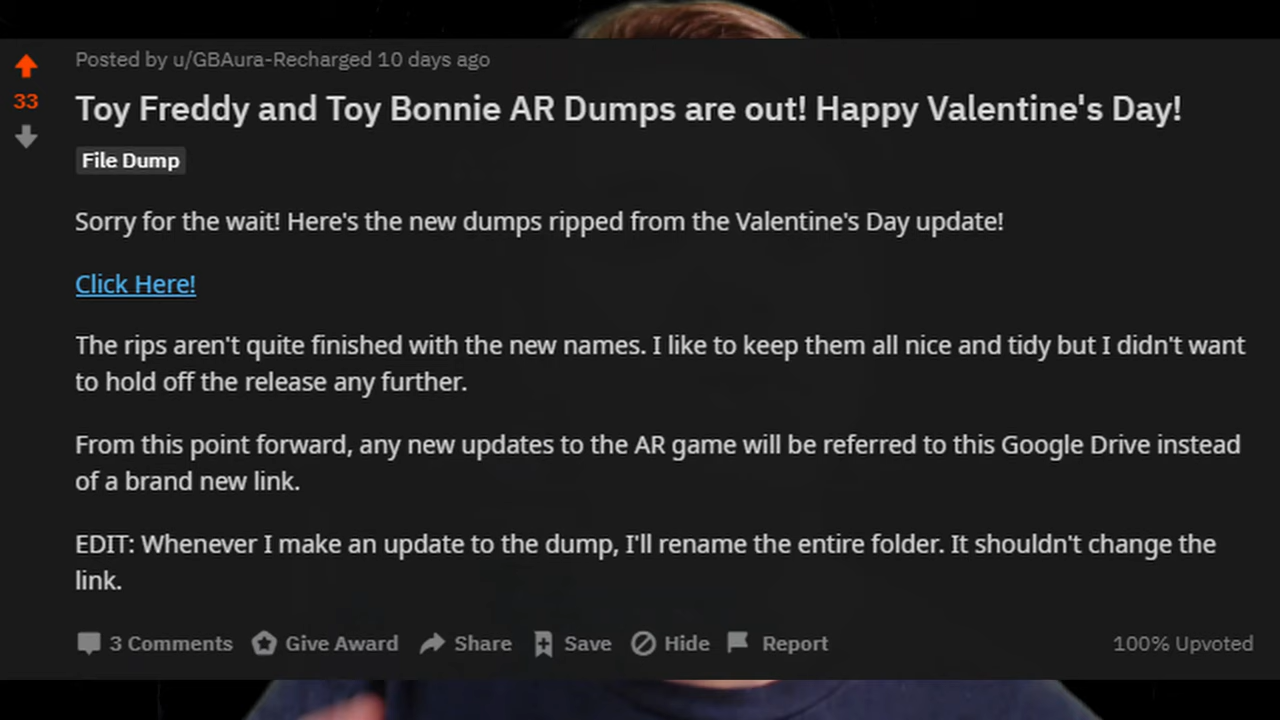 Posted by u/GBAura-Recharged 10 days ago
33
Toy Freddy and Toy Bonnie AR Dumps are out! Happy Valentine's Day!
File Dump
Sorry for the wait! Here's the new dumps ripped from the Valentine's Day update!
Click Here!
The rips aren't quite finished with the new names. I like to keep them all nice and tidy but I didn't want
to hold off the release any further.
From this point forward, any new updates to the AR game will be referred to this Google Drive instead
of a brand new link.
EDIT: Whenever I make an update to the dump, I'll rename the entire folder. It shouldn't change the
link.
3 Comments Give Award Share Save Hide Report 100% Upvoted